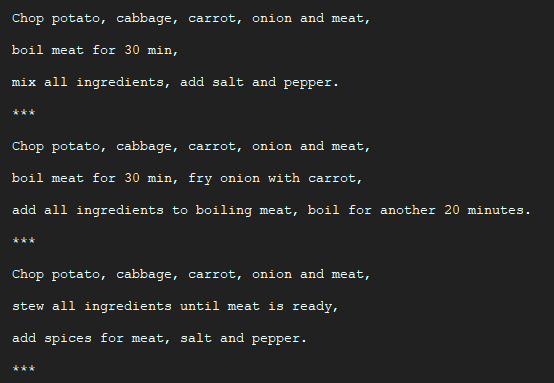 Chop potato, cabbage, carrot, onion and meat,
boil meat for 30 min,
mix all ingredients, add salt and pepper.
***
Chop potato, cabbage, carrot, onion and meat,
boil meat for 30 min, fry onion with carrot,
add all ingredients to boiling meat, boil for another 20 minutes.
***
Chop potato, cabbage, carrot, onion and meat,
stew all ingredients until meat is ready,
add spices for meat, salt and pepper.
***